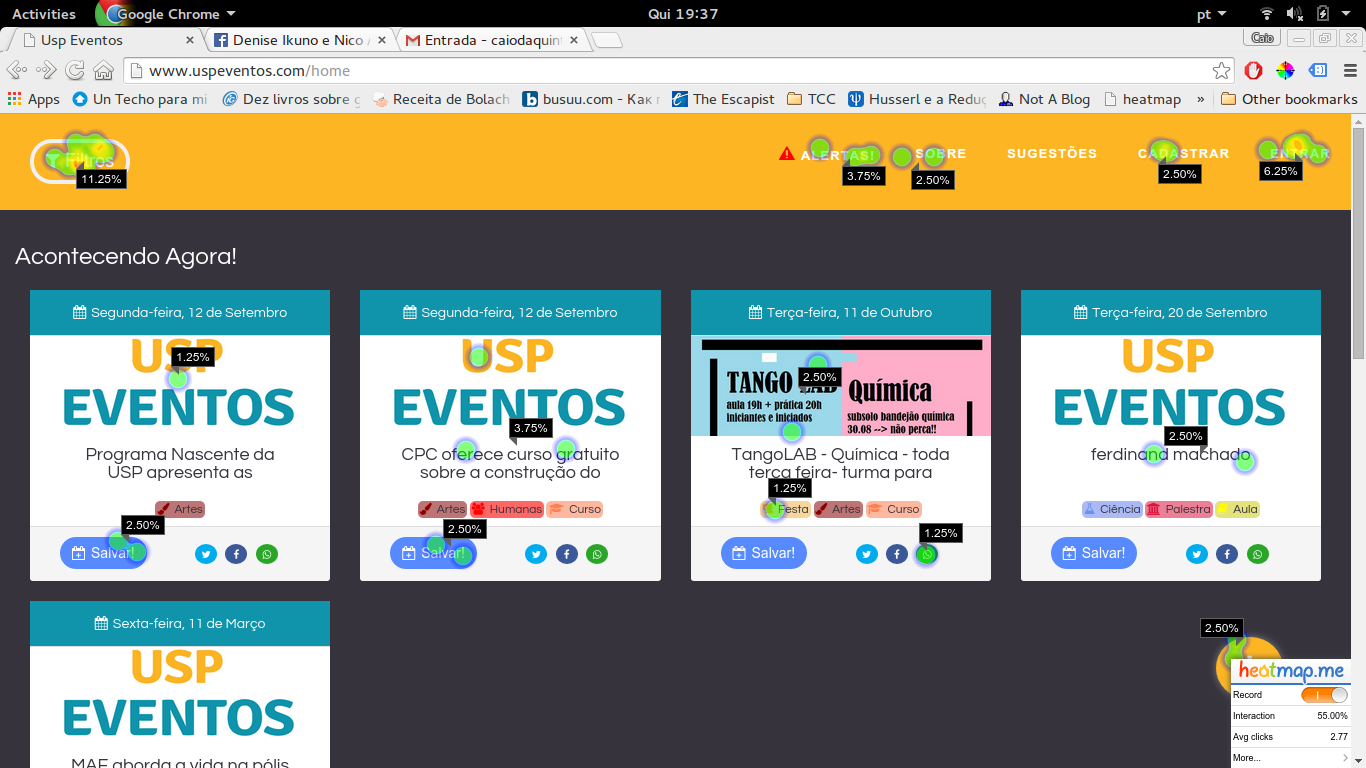 Activities Google Chrome Qui 19:37 pt
Usp Eventos Denise Ikuno e Nico Entrada - caiodaquin Caio
www.uspeventos.com/home
Apps Un Techo para mi Dez livros sobre g Receita de Bolach busuu.com - Как п The Escapist TCC Husserl e a Reduç Not A Blog heatmap » Other bookmarks
Filtros ALERTAS! SOBRE SUGESTÕES CADASTRAR ENTRAR
11.25% 3.75% 2.50% 2.50% 6.25%
Acontecendo Agora!
Segunda-feira, 12 de Setembro
USP
1.25%
EVENTOS
Programa Nascente da
USP apresenta as
Artes
2.50%
Salvar!
Segunda-feira, 12 de Setembro
USP
EVENTOS
3.75%
CPC oferece curso gratuito
sobre a construção do
Artes Humanas Curso
2.50%
Salvar!
Terça-feira, 11 de Outubro
2.50%
TANGO LAB Química
aula 19h + prática 20h
iniciantes e iniciados
subsolo bandejão química
30.08 --> não perca!!
TangoLAB - Química - toda
terça feira- turma para
1.25%
Festa Artes Curso
1.25%
Salvar!
Terça-feira, 20 de Setembro
USP
EVENTOS
2.50%
ferdinand machado
Ciência Palestra Aula
Salvar!
Sexta-feira, 11 de Março
USP
EVENTOS
MAE aborda a vida na pólis
2.50%
heatmap.me
Record
Interaction 55.00%
Avg clicks 2.77
More...